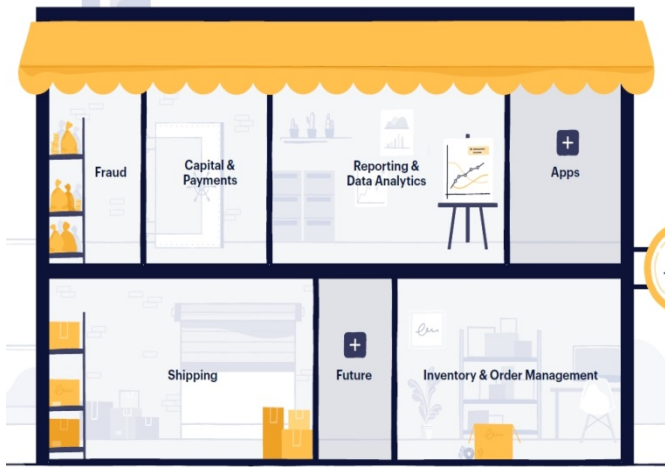 Fraud
Capital &
Payments
Reporting &
Data Analytics
Apps
Shipping
Future
Inventory & Order Management